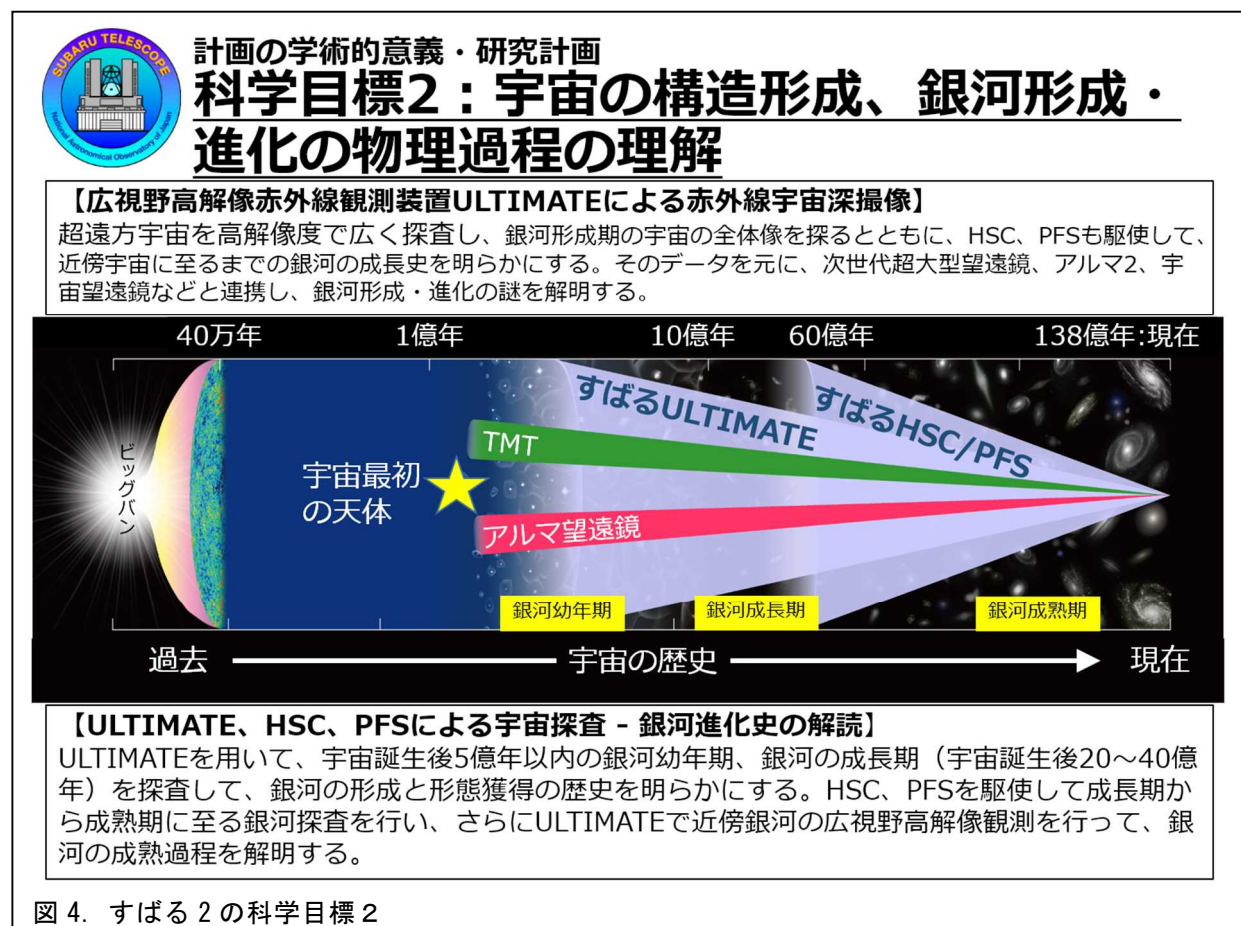 SUBARU TELESCOPE
National Astronomical Observatory of Japan
計画の学術的意義・研究計画
科学目標2：宇宙の構造形成、銀河形成・
進化の物理過程の理解
【広視野高解像赤外線観測装置ULTIMATEによる赤外線宇宙深撮像】
超遠方宇宙を高解像度で広く探査し、銀河形成期の宇宙の全体像を探るとともに、HSC、PFSも駆使して、
近傍宇宙に至るまでの銀河の成長史を明らかにする。そのデータを元に、次世代超大型望遠鏡、アルマ2、宇
宙望遠鏡などと連携し、銀河形成・進化の謎を解明する。
40万年 1億年 10億年 60億年 138億年:現在
ビッグバン
宇宙最初
の天体
すばるULTIMATE
すばるHSC/PFS
TMT
アルマ望遠鏡
銀河幼年期 銀河成長期 銀河成熟期
過去 宇宙の歴史 現在
【ULTIMATE、HSC、PFSによる宇宙探査 - 銀河進化史の解読】
ULTIMATEを用いて、宇宙誕生後5億年以内の銀河幼年期、銀河の成長期（宇宙誕生後20～40億
年）を探査して、銀河の形成と形態獲得の歴史を明らかにする。HSC、PFSを駆使して成長期か
ら成熟期に至る銀河探査を行い、さらにULTIMATEで近傍銀河の広視野高解像観測を行って、銀
河の成熟過程を解明する。
図 4. すばる 2 の科学目標２